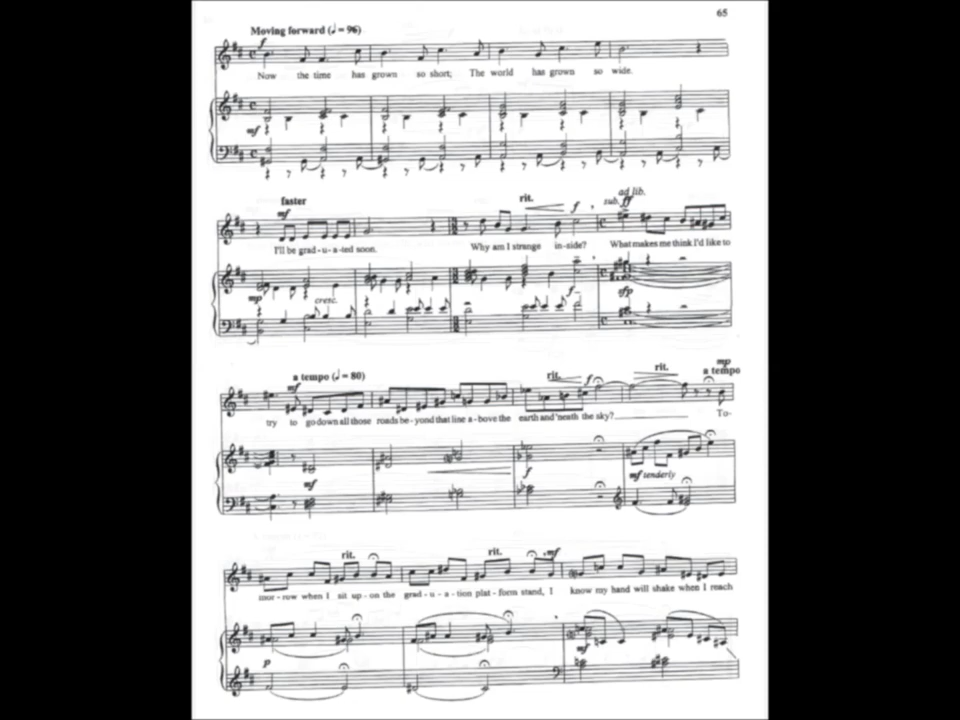 65
Moving forward (♩ = 96)
f
Now the time has grown so short; The world has grown so wide.
mf
faster
rit.
ad lib.
mf
f
sub. ff
I'll be grad - u - a - ted soon. Why am I strange in - side? What makes me think I'd like to
mp
cresc.
f
sfp
a tempo (♩ = 80)
rit.
f
rit.
mp
a tempo
mf
try to go down all those roads be - yond that line a - bove the earth and 'neath the sky? To-
mf
f
mf tenderly
rit.
rit.
mf
mor - row when I sit up - on the grad - u - a - tion plat - form stand, I know my hand will shake when I reach
p
mf